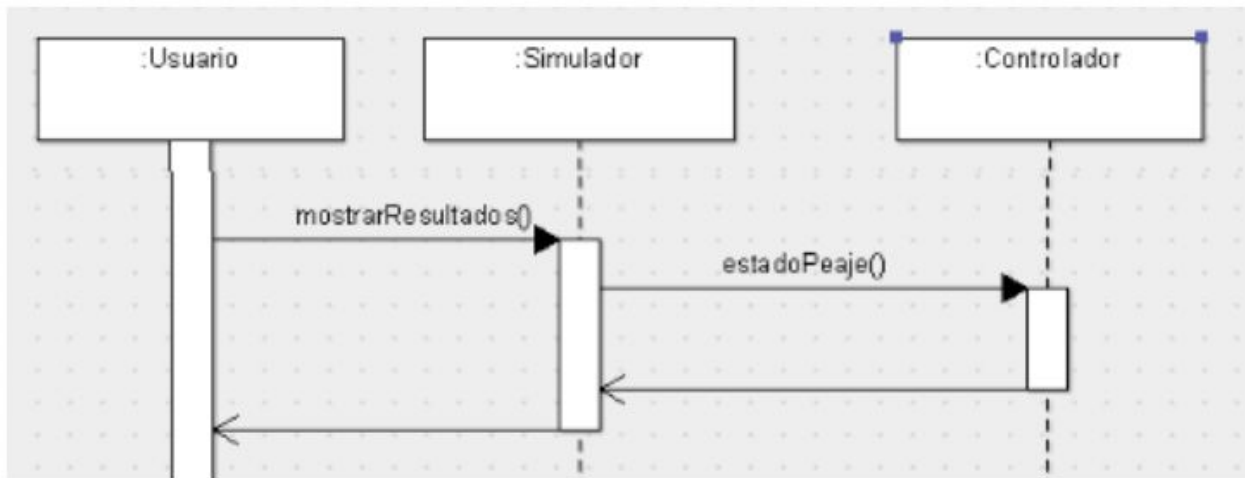 :Usuario
:Simulador
:Controlador
mostrarResultados()
estadoPeaje()